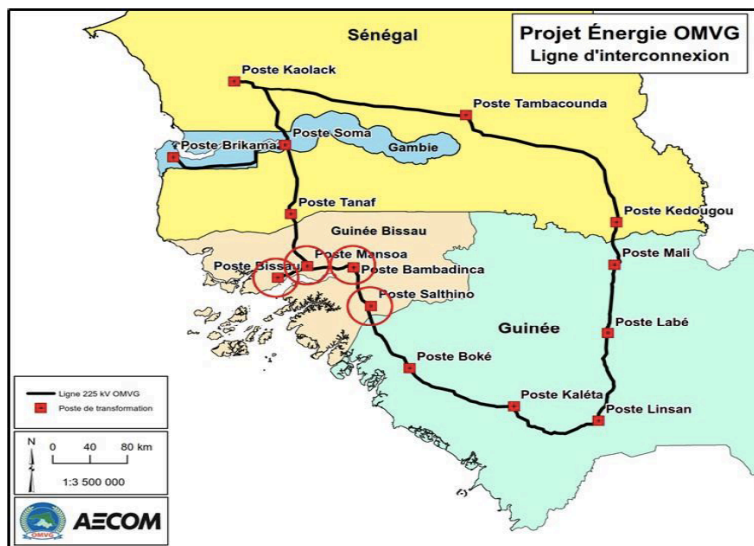 Projet Énergie OMVG
Ligne d'interconnexion
Sénégal
Poste Kaolack
Poste Tambacounda
Poste Soma
Poste Brikama
Gambie
Poste Tanaf
Poste Kedougou
Guinée Bissau
Poste Mansoa
Poste Mali
Poste Bissau
Poste Bambadinca
Poste Salthino
Guinée
Poste Labé
Poste Boké
Poste Kaléta
Poste Linsan
Ligne 225 kV OMVG
Poste de transformation
N
0 40 80 km
1:3 500 000
OMVG
AECOM